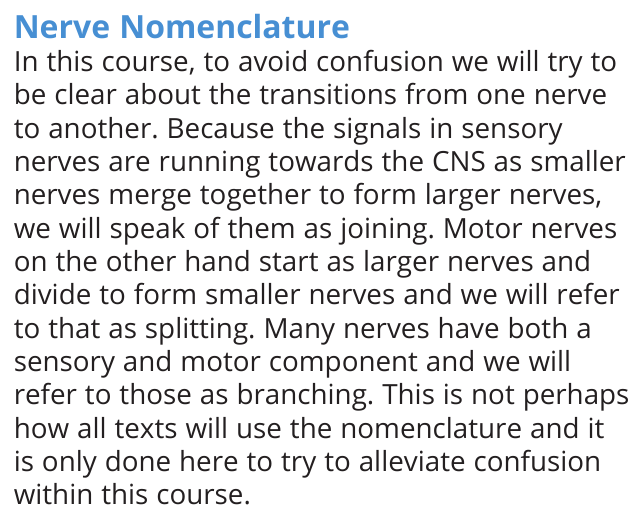 Nerve Nomenclature
In this course, to avoid confusion we will try to
be clear about the transitions from one nerve
to another. Because the signals in sensory
nerves are running towards the CNS as smaller
nerves merge together to form larger nerves,
we will speak of them as joining. Motor nerves
on the other hand start as larger nerves and
divide to form smaller nerves and we will refer
to that as splitting. Many nerves have both a
sensory and motor component and we will
refer to those as branching. This is not perhaps
how all texts will use the nomenclature and it
is only done here to try to alleviate confusion
within this course.